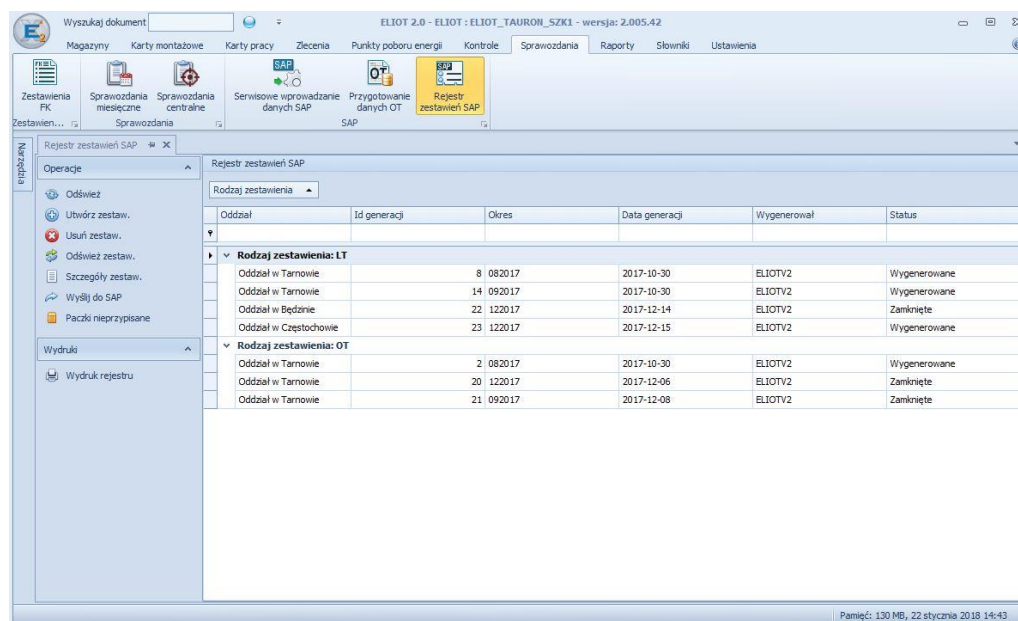 Wyszukaj dokument
ELIOT 2.0 - ELIOT : ELIOT_TAURON_SZK1 - wersja: 2.005.42
E2
Magazyny Karty montażowe Karty pracy Zlecenia Punkty poboru energii Kontrole Sprawozdania Raporty Słowniki Ustawienia
Zestawienia FK
Sprawozdania miesięczne
Sprawozdania centralne
SAP
Serwisowe wprowadzanie danych SAP
OT
Przygotowanie danych OT
SAP
Rejestr zestawień SAP
Zestawien... Sprawozdania SAP
Narzędzia
Rejestr zestawień SAP
Operacje
Odśwież
Utwórz zestaw.
Usuń zestaw.
Odśwież zestaw.
Szczegóły zestaw.
Wyślij do SAP
Paczki nieprzypisane
Wydruki
Wydruk rejestru
Rejestr zestawień SAP
Rodzaj zestawienia
Oddział Id generacji Okres Data generacji Wygenerował Status
Rodzaj zestawienia: LT
Oddział w Tarnowie 8 082017 2017-10-30 ELIOTV2 Wygenerowane
Oddział w Tarnowie 14 092017 2017-10-30 ELIOTV2 Wygenerowane
Oddział w Będzinie 22 122017 2017-12-14 ELIOTV2 Zamknięte
Oddział w Częstochowie 23 122017 2017-12-15 ELIOTV2 Wygenerowane
Rodzaj zestawienia: OT
Oddział w Tarnowie 2 082017 2017-10-30 ELIOTV2 Wygenerowane
Oddział w Tarnowie 20 122017 2017-12-06 ELIOTV2 Zamknięte
Oddział w Tarnowie 21 092017 2017-12-08 ELIOTV2 Zamknięte
Pamięć: 130 MB, 22 stycznia 2018 14:43